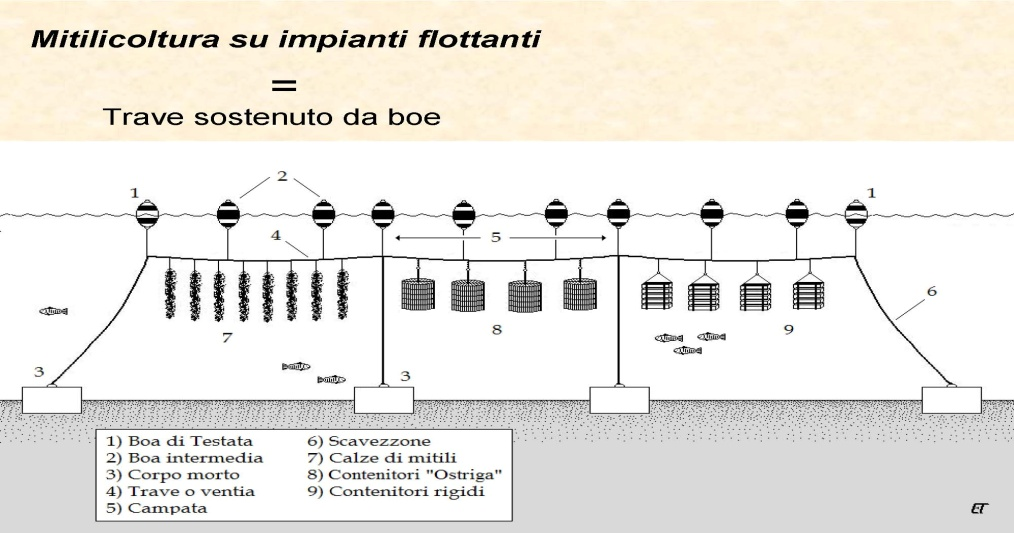 Mitilicoltura su impianti flottanti
=
Trave sostenuto da boe
1
2
1
4
5
6
7
8
9
3
3
1) Boa di Testata
2) Boa intermedia
3) Corpo morto
4) Trave o ventia
5) Campata
6) Scavezzone
7) Calze di mitili
8) Contenitori "Ostriga"
9) Contenitori rigidi
ET